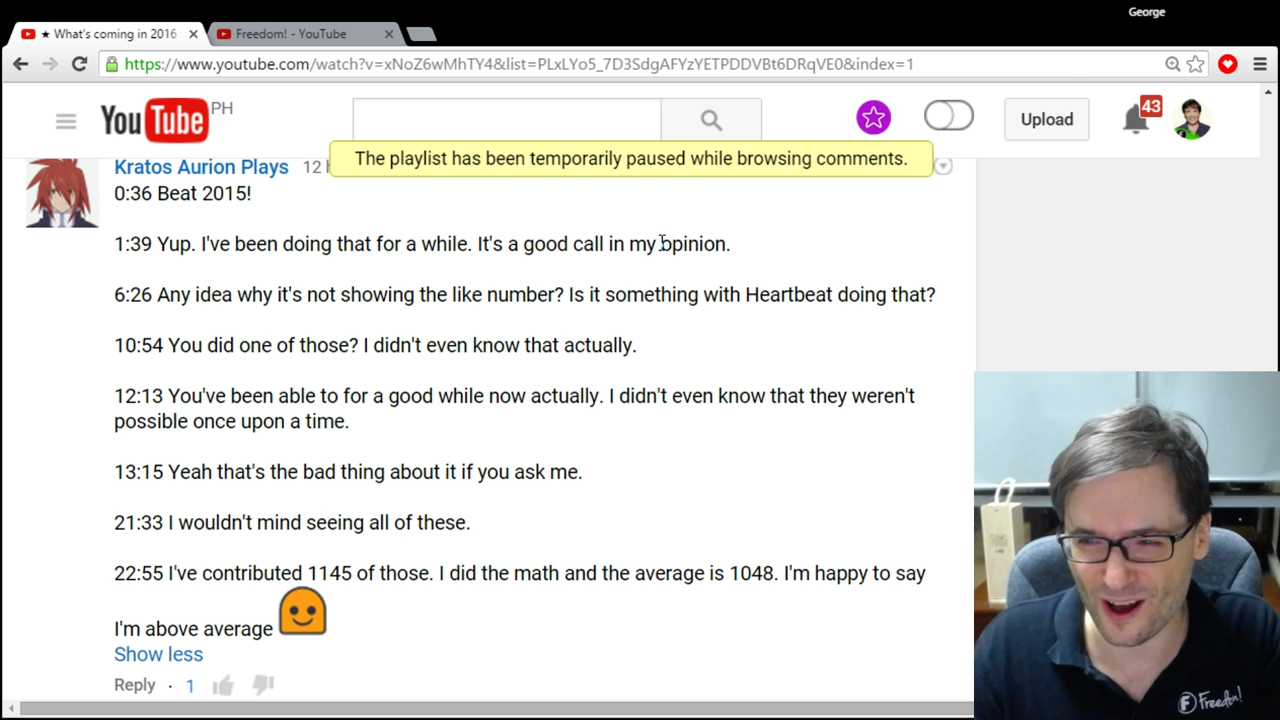 George
★ What's coming in 2016
Freedom! - YouTube
https://www.youtube.com/watch?v=xNoZ6wMhTY4&list=PLxLYo5_7D3SdgAFYzYETPDDVBt6DRqVE0&index=1
YouTube PH
Upload
43
The playlist has been temporarily paused while browsing comments.
Kratos Aurion Plays 12
0:36 Beat 2015!
1:39 Yup. I've been doing that for a while. It's a good call in my opinion.
6:26 Any idea why it's not showing the like number? Is it something with Heartbeat doing that?
10:54 You did one of those? I didn't even know that actually.
12:13 You've been able to for a good while now actually. I didn't even know that they weren't
possible once upon a time.
13:15 Yeah that's the bad thing about it if you ask me.
21:33 I wouldn't mind seeing all of these.
22:55 I've contributed 1145 of those. I did the math and the average is 1048. I'm happy to say
I'm above average
Show less
Reply · 1
Freedom!